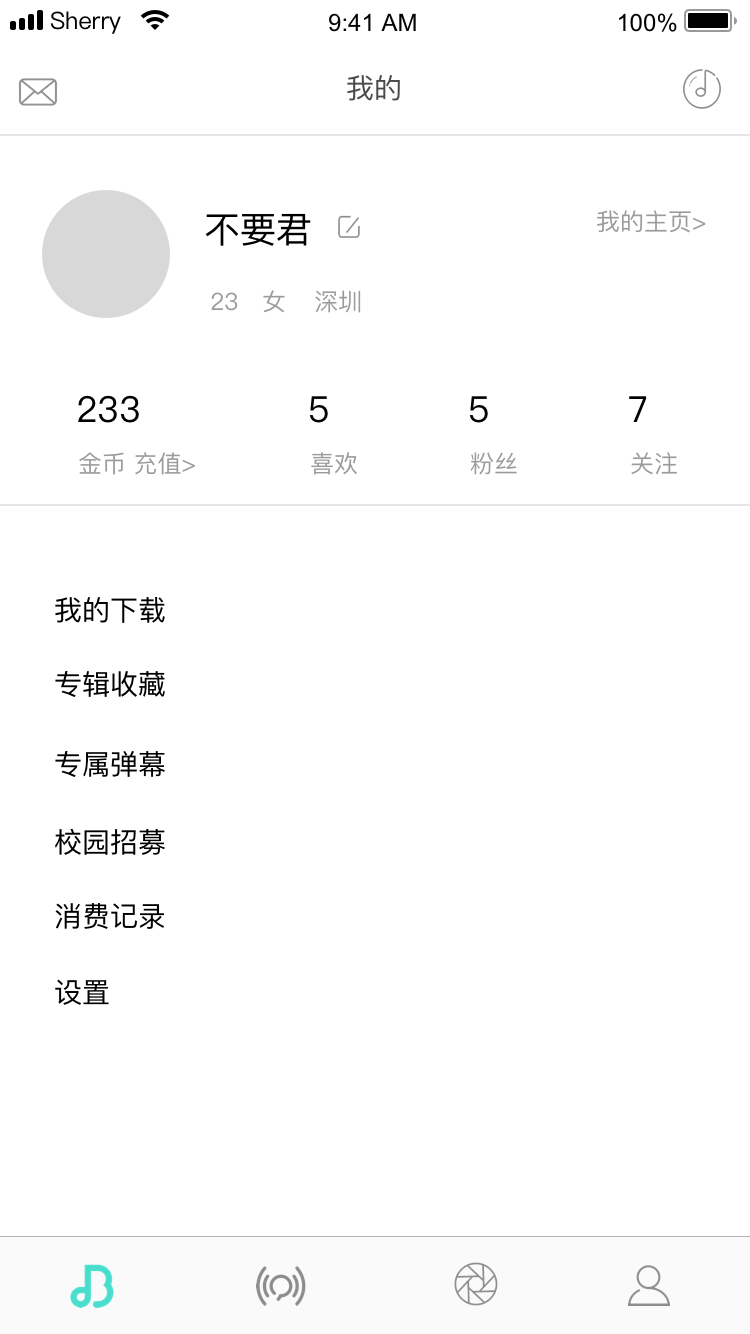 Sherry 9:41 AM 100%
我的
不要君 我的主页>
23 女 深圳
233 5 5 7
金币 充值> 喜欢 粉丝 关注
我的下载
专辑收藏
专属弹幕
校园招募
消费记录
设置